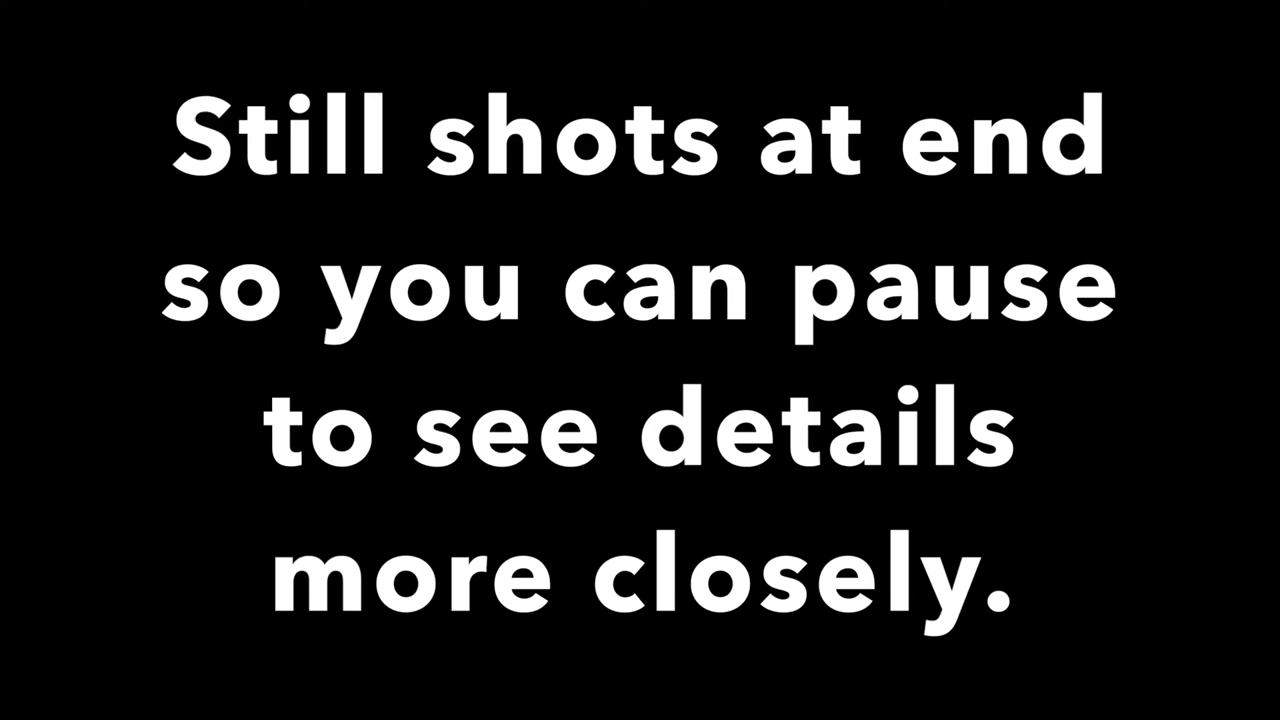 Still shots at end
so you can pause
to see details
more closely.